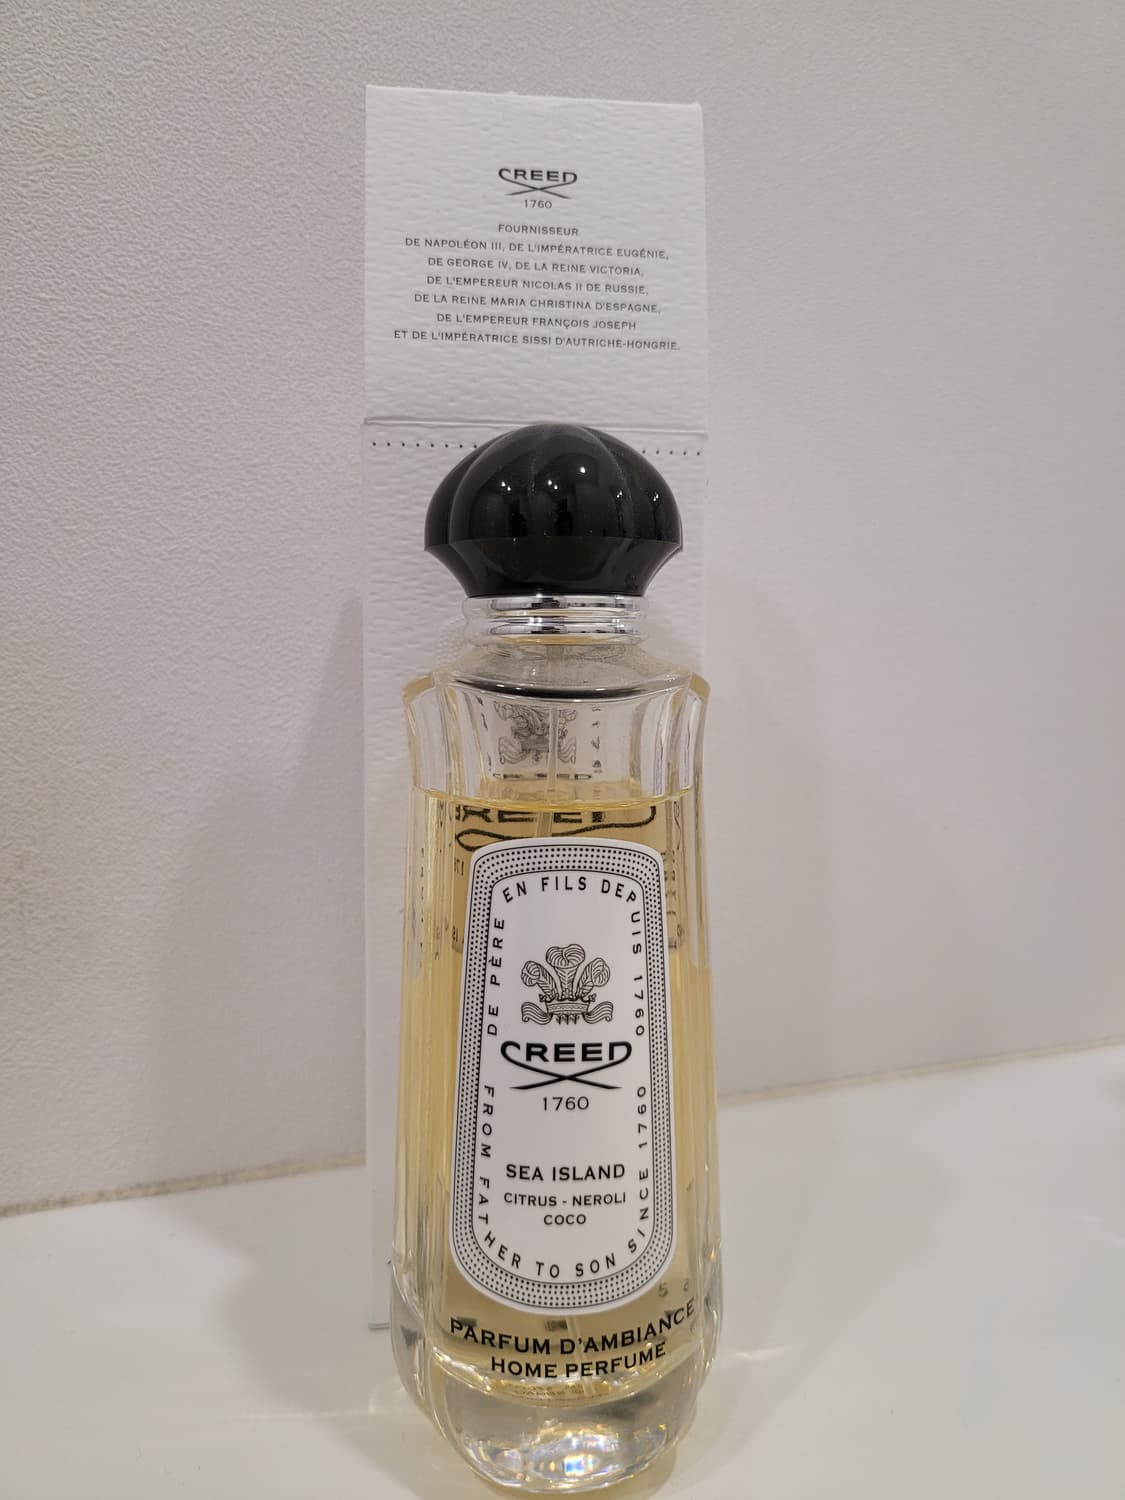 CREED
1760
FOURNISSEUR
DE NAPOLÉON III, DE L'IMPÉRATRICE EUGÉNIE,
DE GEORGE IV, DE LA REINE VICTORIA,
DE L'EMPEREUR NICOLAS II DE RUSSIE,
DE LA REINE MARIA CHRISTINA D'ESPAGNE,
DE L'EMPEREUR FRANÇOIS JOSEPH
ET DE L'IMPÉRATRICE SISSI D'AUTRICHE-HONGRIE.
DE PÈRE EN FILS DEPUIS 1760
CREED
1760
SEA ISLAND
CITRUS - NEROLI
COCO
FROM FATHER TO SON SINCE 1760
PARFUM D'AMBIANCE
HOME PERFUME